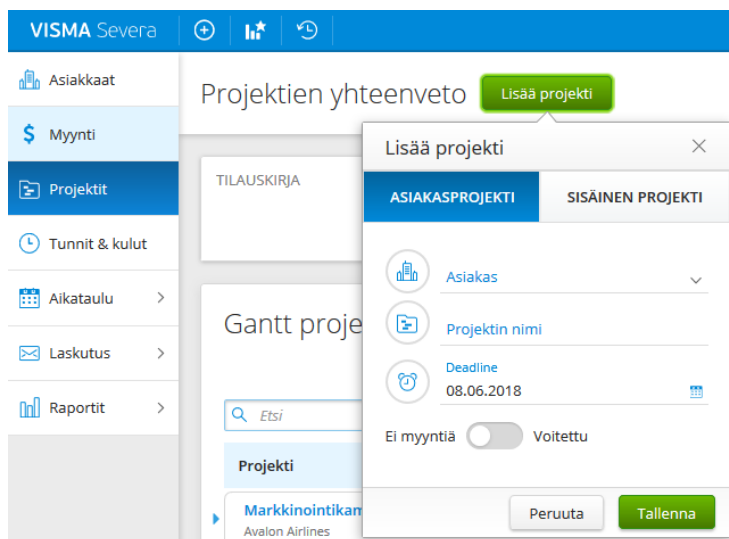 VISMA Severa
Asiakkaat
Myynti
Projektit
Tunnit & kulut
Aikataulu
Laskutus
Raportit
Projektien yhteenveto
Lisää projekti
TILAUSKIRJA
Gantt proje
Etsi
Projekti
Markkinointikam
Avalon Airlines
Lisää projekti
ASIAKASPROJEKTI
SISÄINEN PROJEKTI
Asiakas
Projektin nimi
Deadline
08.06.2018
Ei myyntiä Voitettu
Peruuta
Tallenna